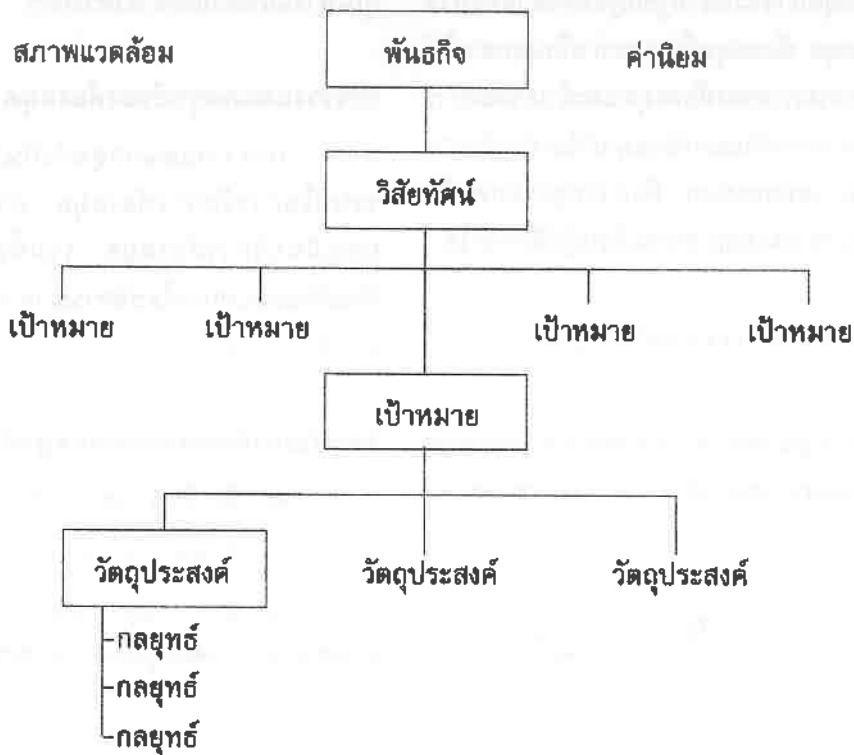 สภาพแวดล้อม พันธกิจ ค่านิยม
วิสัยทัศน์
เป้าหมาย เป้าหมาย เป้าหมาย เป้าหมาย
เป้าหมาย
วัตถุประสงค์ วัตถุประสงค์ วัตถุประสงค์
-กลยุทธ์
-กลยุทธ์
-กลยุทธ์